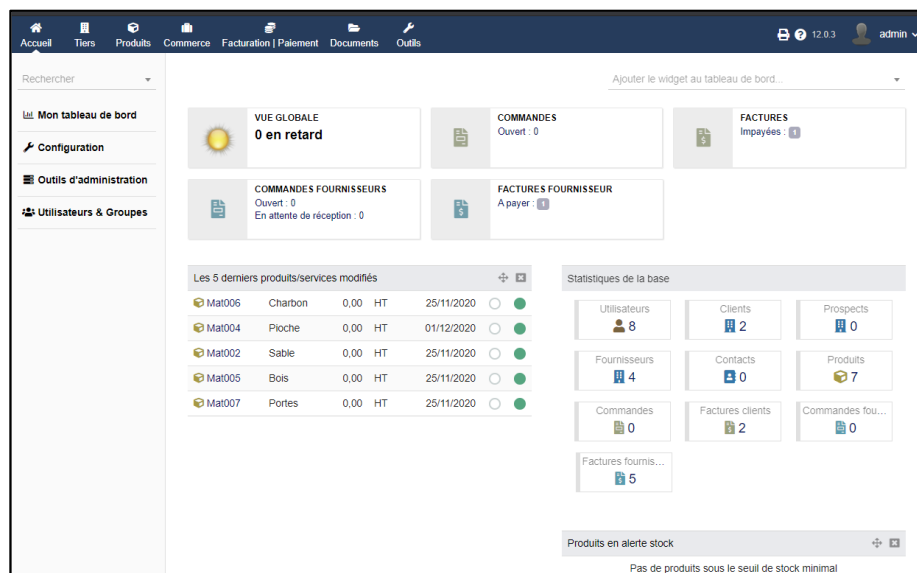 Accueil Tiers Produits Commerce Facturation | Paiement Documents Outils 12.0.3 admin
Rechercher
Ajouter le widget au tableau de bord...
Mon tableau de bord
Configuration
Outils d'administration
Utilisateurs & Groupes
VUE GLOBALE
0 en retard
COMMANDES
Ouvert : 0
FACTURES
Impayées : 1
COMMANDES FOURNISSEURS
Ouvert : 0
En attente de réception : 0
FACTURES FOURNISSEUR
A payer : 1
Les 5 derniers produits/services modifiés
Mat006 Charbon 0,00 HT 25/11/2020
Mat004 Pioche 0,00 HT 01/12/2020
Mat002 Sable 0,00 HT 25/11/2020
Mat005 Bois 0,00 HT 25/11/2020
Mat007 Portes 0,00 HT 25/11/2020
Statistiques de la base
Utilisateurs
8
Clients
2
Prospects
0
Fournisseurs
4
Contacts
0
Produits
7
Commandes
0
Factures clients
2
Commandes fou...
0
Factures fournis...
5
Produits en alerte stock
Pas de produits sous le seuil de stock minimal